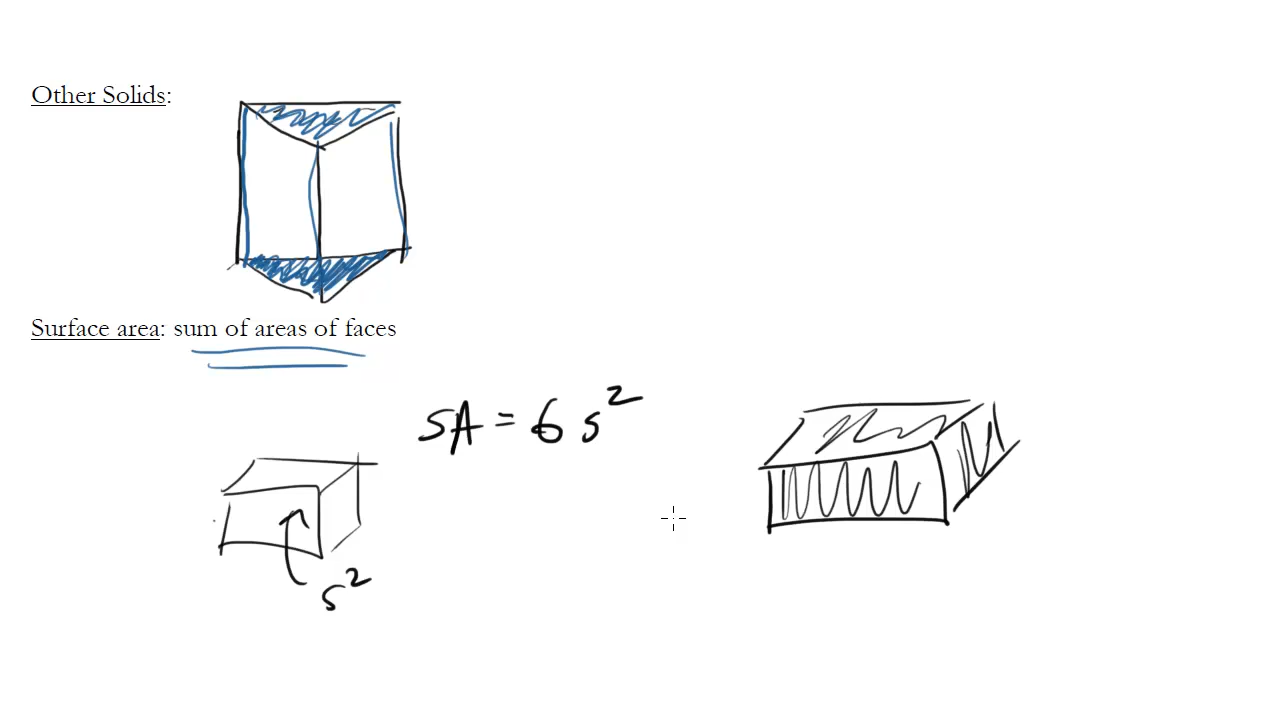 Other Solids:
Surface area: sum of areas of faces
SA = 6 s²
s²